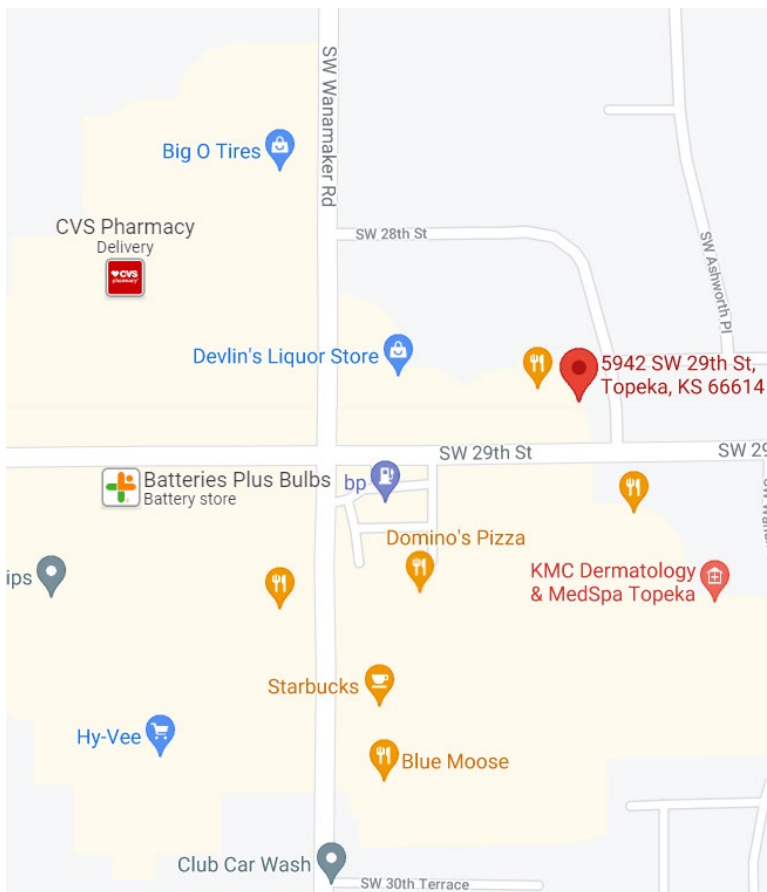 SW Wanamaker Rd
Big O Tires
CVS Pharmacy
Delivery
CVS
pharmacy
SW 28th St
SW Ashworth Pl
Devlin's Liquor Store
5942 SW 29th St,
Topeka, KS 66614
SW 29th St
SW 29
Batteries Plus Bulbs
Battery store
bp
Domino's Pizza
ips
KMC Dermatology
& MedSpa Topeka
Starbucks
Hy-Vee
Blue Moose
Club Car Wash
SW 30th Terrace